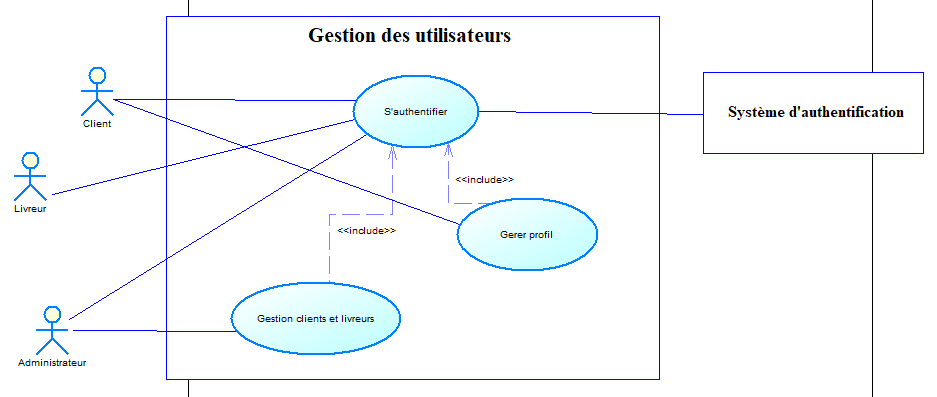 Gestion des utilisateurs
Client
S'authentifier
Système d'authentification
Livreur
<<include>>
<<include>>
Gerer profil
Gestion clients et livreurs
Administrateur